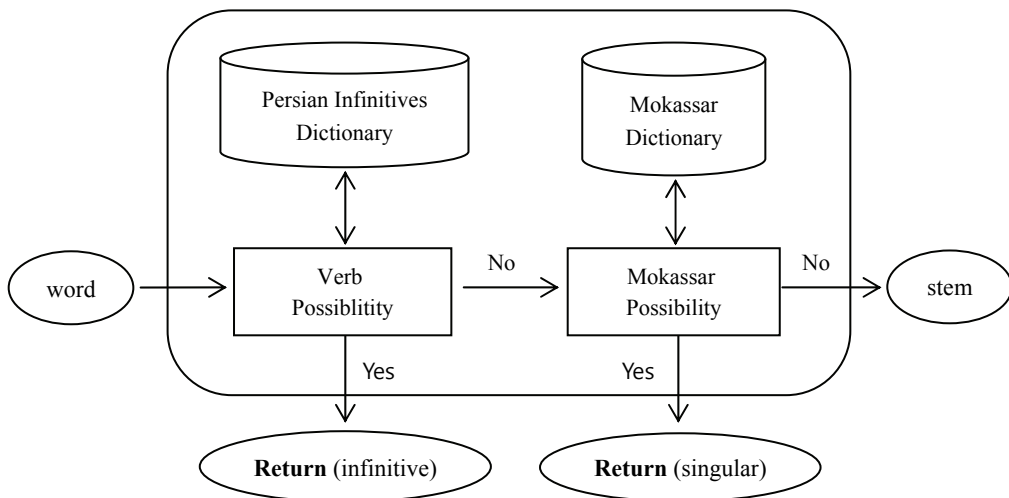 Persian Infinitives
Dictionary
Mokassar
Dictionary
word
Verb
Possiblitity
No
Mokassar
Possibility
No
stem
Yes
Yes
Return (infinitive)
Return (singular)